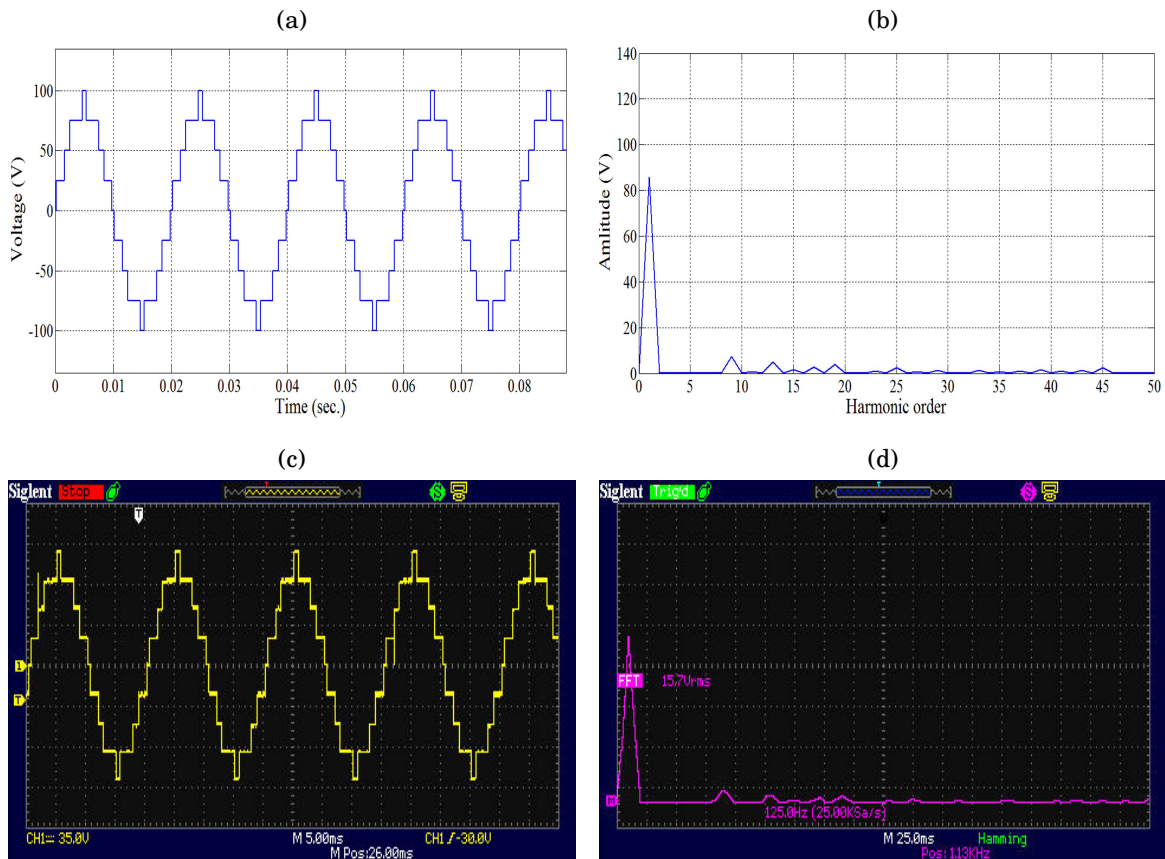 (a)
Voltage (V)
100
50
0
-50
-100
0 0.01 0.02 0.03 0.04 0.05 0.06 0.07 0.08
Time (sec.)
(b)
Amlitude (V)
140
120
100
80
60
40
20
0
0 5 10 15 20 25 30 35 40 45 50
Harmonic order
(c)
Siglent Stop S
T
1
T
CH1 35.0V M 5.00ms CH1 -30.0V
M Pos:26.00ms
(d)
Siglent Trig'd S
FFT 15.7Vrms
M 125.0Hz (25.00KSa/s)
M 25.0ms Hamming
Pos: 1.13KHz